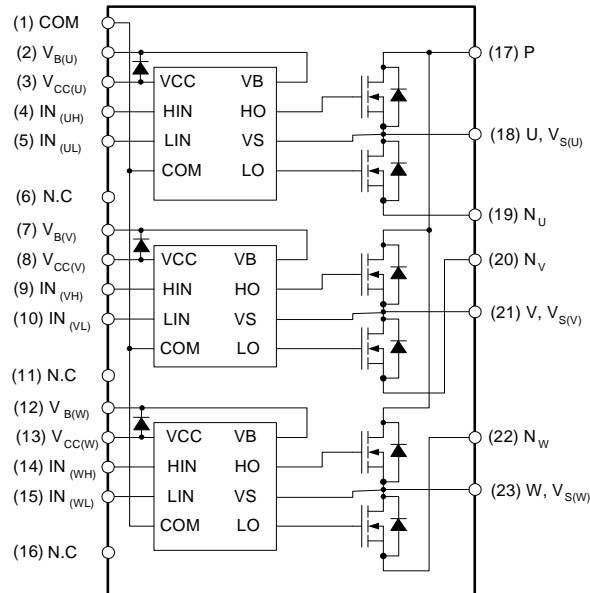 (1) COM
(2) V_B(U)
(3) V_CC(U)
(4) IN_(UH)
(5) IN_(UL)
(6) N.C
(7) V_B(V)
(8) V_CC(V)
(9) IN_(VH)
(10) IN_(VL)
(11) N.C
(12) V_B(W)
(13) V_CC(W)
(14) IN_(WH)
(15) IN_(WL)
(16) N.C
VCC VB
HIN HO
LIN VS
COM LO
VCC VB
HIN HO
LIN VS
COM LO
VCC VB
HIN HO
LIN VS
COM LO
(17) P
(18) U, V_S(U)
(19) N_U
(20) N_V
(21) V, V_S(V)
(22) N_W
(23) W, V_S(W)